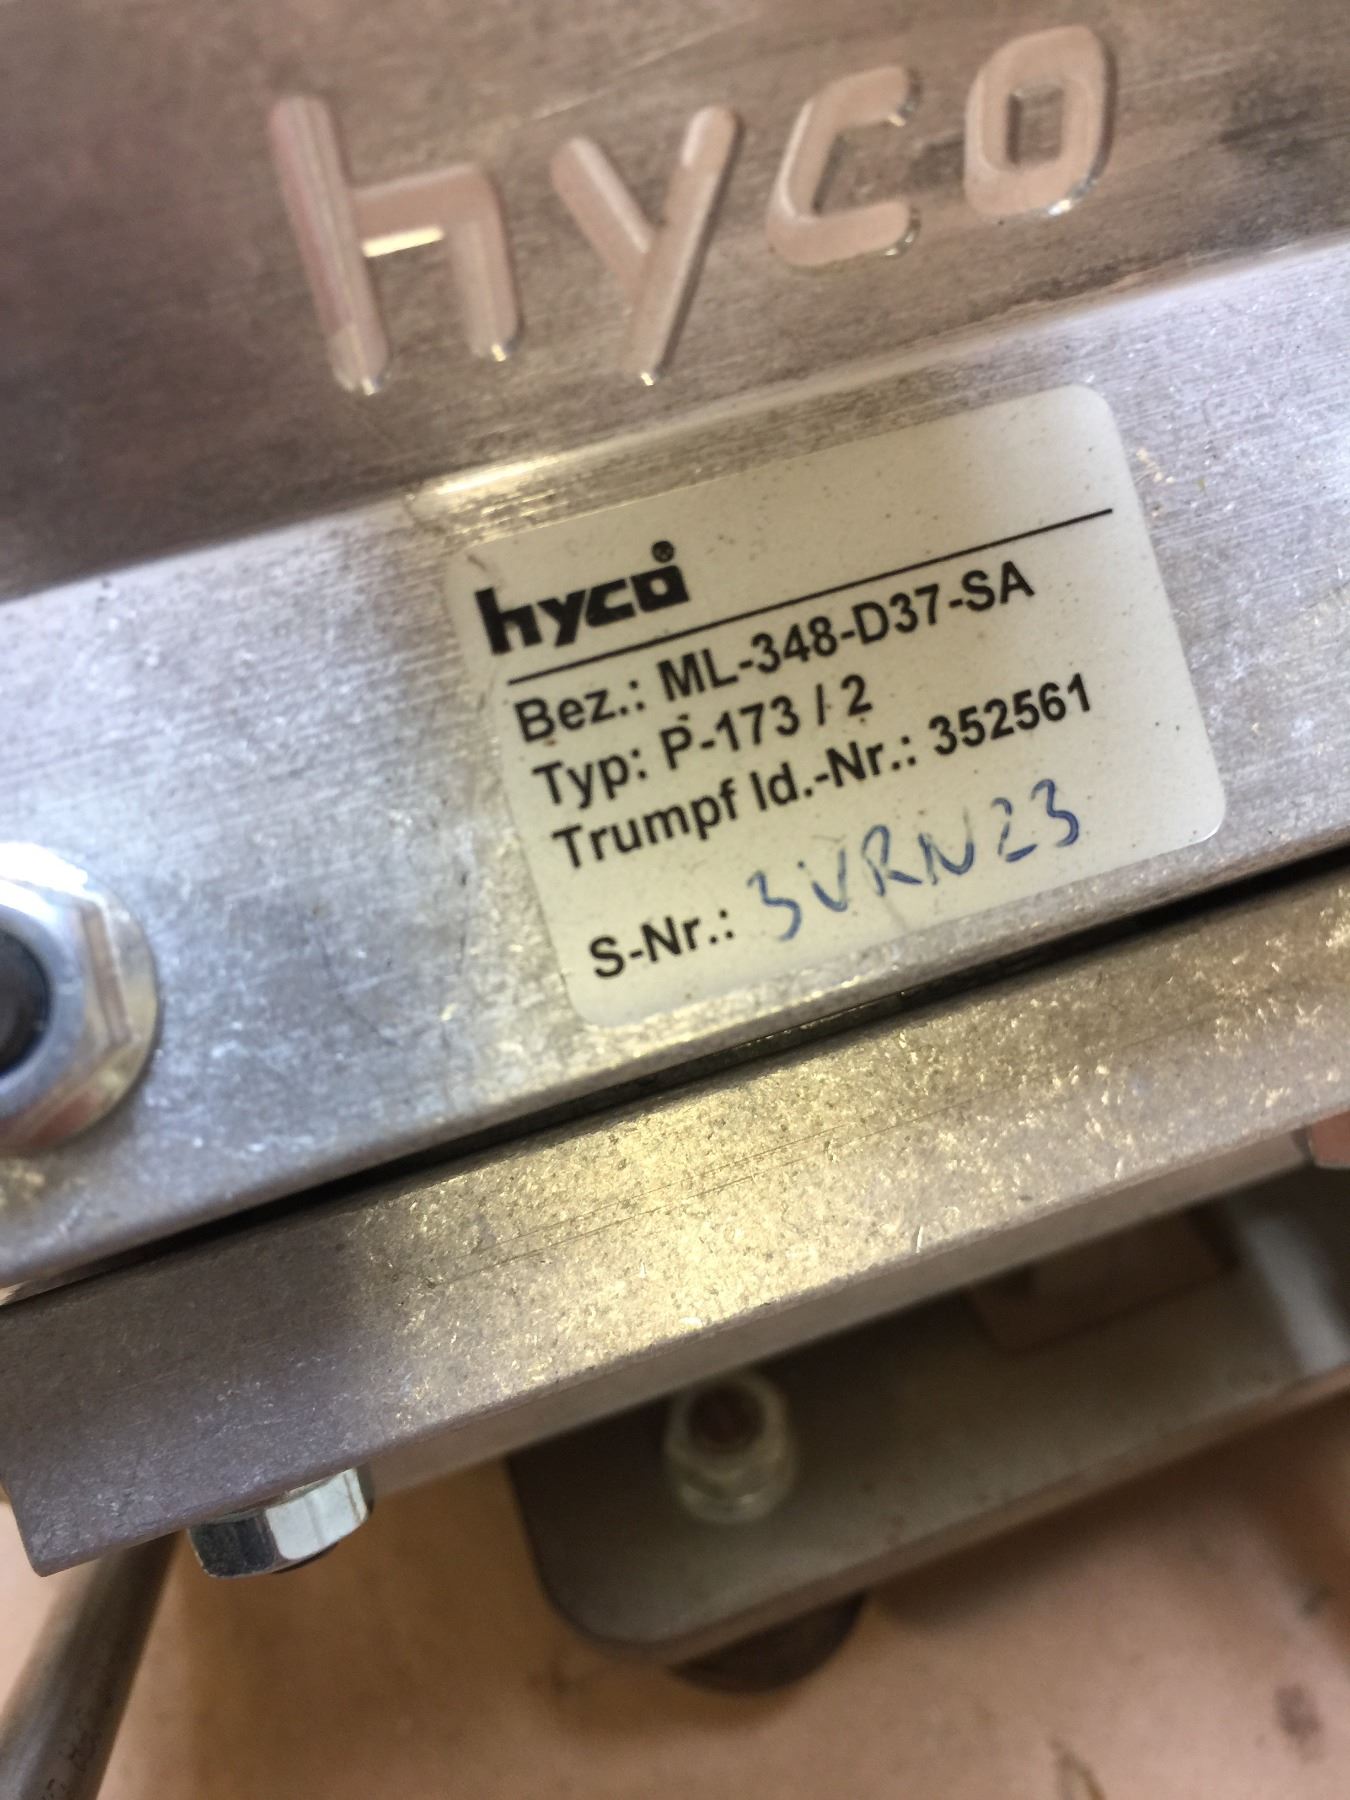 hyco
hyco®
Bez.: ML-348-D37-SA
Typ: P-173 / 2
Trumpf Id.-Nr.: 352561
S-Nr.: 3VRN23